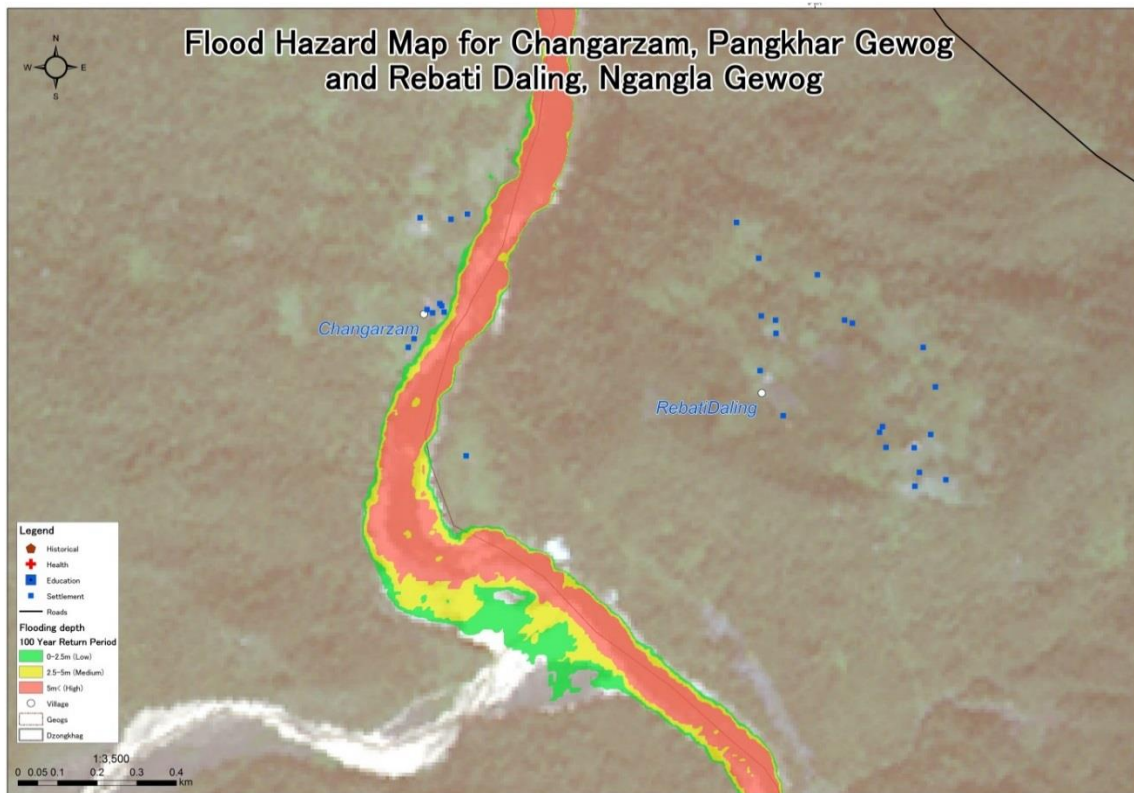 Flood Hazard Map for Changarzam, Pangkhar Gewog
and Rebati Daling, Ngangla Gewog
N
W E
S
Changarzam
RebatiDaling
Legend
Historical
Health
Education
Settlement
Roads
Flooding depth
100 Year Return Period
0-2.5m (Low)
2.5-5m (Medium)
5m< (High)
Village
Geogs
Dzongkhag
1:3,500
0 0.05 0.1 0.2 0.3 0.4
km